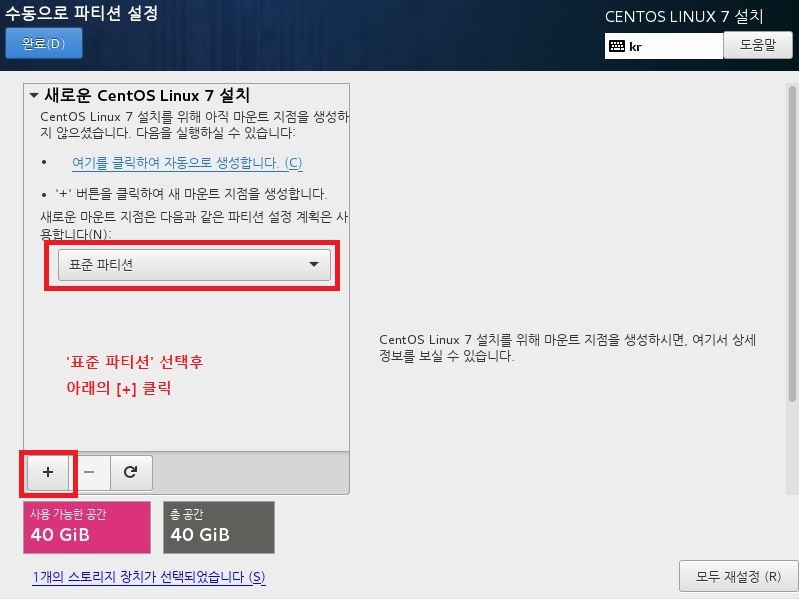 수동으로 파티션 설정
CENTOS LINUX 7 설치
완료(D)
kr
도움말
새로운 CentOS Linux 7 설치
CentOS Linux 7 설치를 위해 아직 마운트 지점을 생성하
지 않으셨습니다. 다음을 실행하실 수 있습니다:
• 여기를 클릭하여 자동으로 생성합니다. (C)
• '+' 버튼을 클릭하여 새 마운트 지점을 생성합니다.
새로운 마운트 지점은 다음과 같은 파티션 설정 계획은 사
용합니다(N):
표준 파티션
'표준 파티션' 선택후
아래의 [+] 클릭
CentOS Linux 7 설치를 위해 마운트 지점을 생성하시면, 여기서 상세
정보를 보실 수 있습니다.
+ −
사용 가능한 공간
40 GiB
총 공간
40 GiB
1개의 스토리지 장치가 선택되었습니다 (S)
모두 재설정 (R)